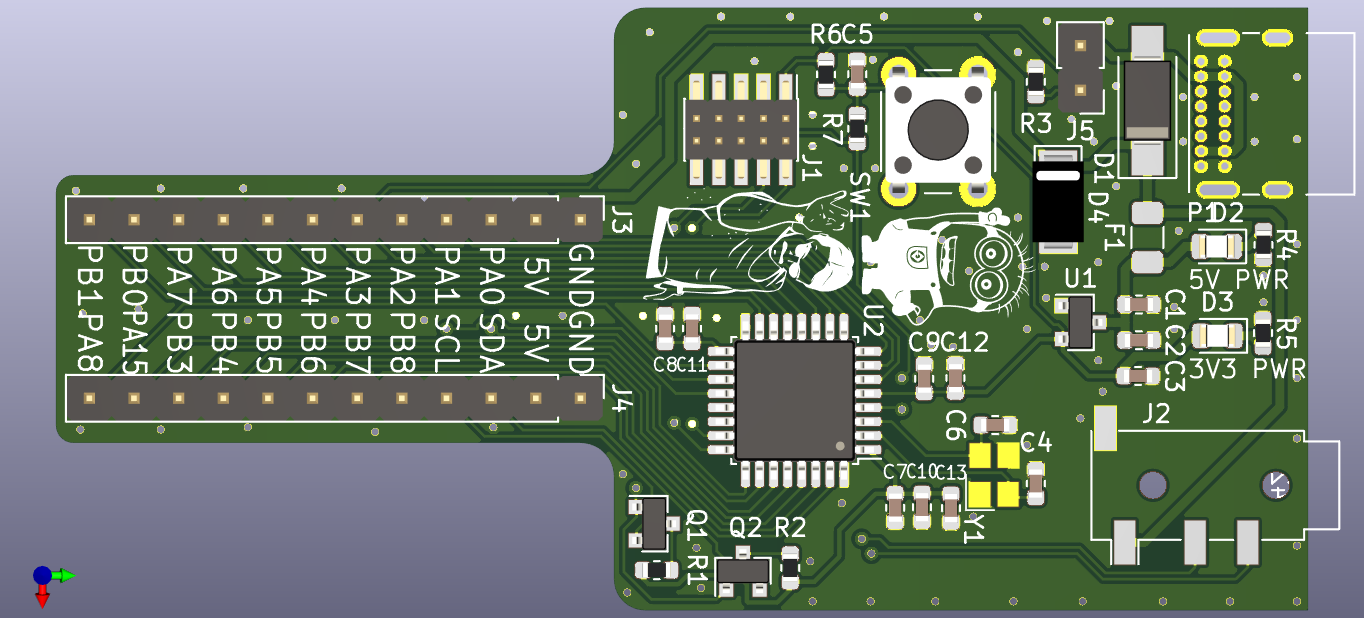 R6C5
R7
J1
SW1
R3
J5
D1
D4
F1
P1D2
R4
5V PWR
D3
R5
3V3 PWR
U1
C1
C2
C3
J3
PB1
PB0
PA7
PA6
PA5
PA4
PA3
PA2
PA1
PA0
5V
GND
PA8
PA15
PB3
PB4
PB5
PB6
PB7
PB8
SCL
SDA
5V
GND
J4
U2
C8C11
C9C12
C6
C4
J2
C7C10C13
Y1
Q1
R1
Q2 R2